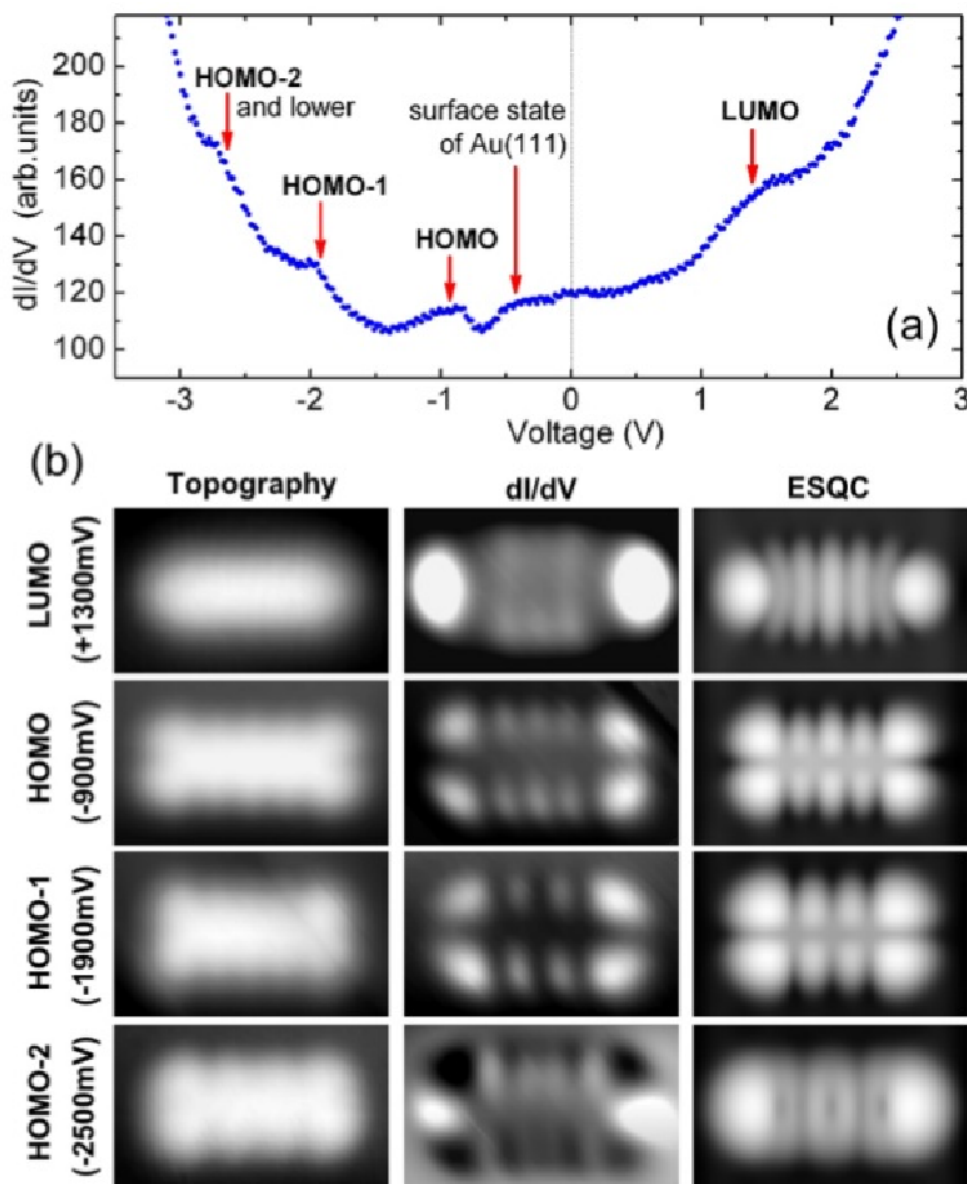 200
180
160
140
120
100
dI/dV (arb.units)
HOMO-2
and lower
HOMO-1
HOMO
surface state
of Au(111)
LUMO
(a)
-3 -2 -1 0 1 2 3
Voltage (V)
(b)
Topography dI/dV ESQC
LUMO
(+1300mV)
HOMO
(-900mV)
HOMO-1
(-1900mV)
HOMO-2
(-2500mV)